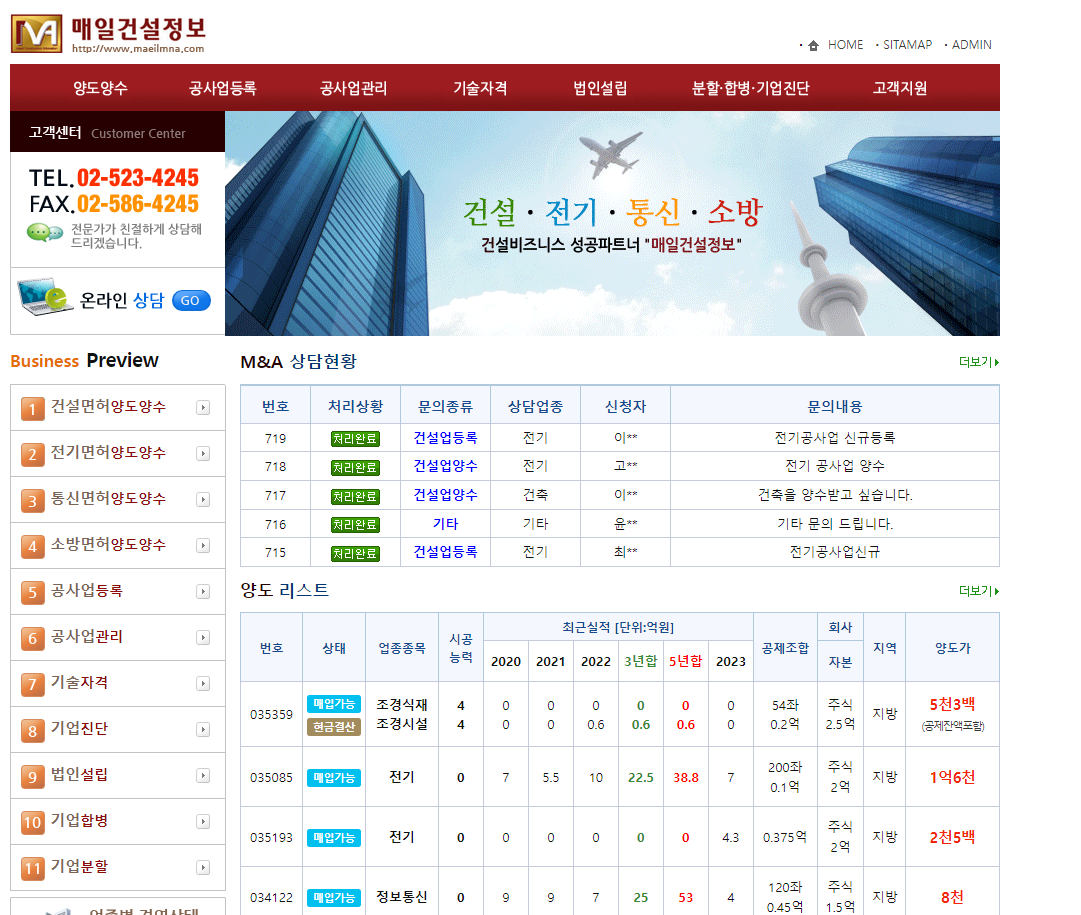 매일건설정보
http://www.maeilmna.com
HOME · SITAMAP · ADMIN
양도양수 공사업등록 공사업관리 기술자격 법인설립 분할·합병·기업진단 고객지원
고객센터 Customer Center
TEL. 02-523-4245
FAX. 02-586-4245
전문가가 친절하게 상담해
드리겠습니다.
온라인 상담 GO
건설 · 전기 · 통신 · 소방
건설비즈니스 성공파트너 "매일건설정보"
Business Preview
1 건설면허양도양수
2 전기면허양도양수
3 통신면허양도양수
4 소방면허양도양수
5 공사업등록
6 공사업관리
7 기술자격
8 기업진단
9 법인설립
10 기업합병
11 기업분할
M&A 상담현황 더보기
번호 처리상황 문의종류 상담업종 신청자 문의내용
719 처리완료 건설업등록 전기 이** 전기공사업 신규등록
718 처리완료 건설업양수 전기 고** 전기 공사업 양수
717 처리완료 건설업양수 건축 이** 건축을 양수받고 싶습니다.
716 처리완료 기타 기타 윤** 기타 문의 드립니다.
715 처리완료 건설업등록 전기 최** 전기공사업신규
양도 리스트 더보기
번호 상태 업종종목 시공능력 최근실적 [단위:억원] 공제조합 회사 지역 양도가
2020 2021 2022 3년합 5년합 2023 자본
035359 매입가능 조경식재 4 0 0 0 0 0 0 54좌 주식 지방 5천3백
현금결산 조경시설 4 0 0 0.6 0.6 0.6 0 0.2억 2.5억 (공제잔액포함)
035085 매입가능 전기 0 7 5.5 10 22.5 38.8 7 200좌 주식 지방 1억6천
0.1억 2억
035193 매입가능 전기 0 0 0 0 0 0 4.3 0.375억 주식 지방 2천5백
2억
034122 매입가능 정보통신 0 9 9 7 25 53 4 120좌 주식 지방 8천
0.45억 1.5억